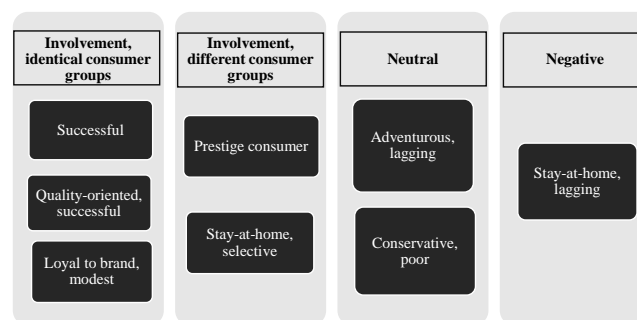 Involvement,
identical consumer
groups
Successful
Quality-oriented,
successful
Loyal to brand,
modest
Involvement,
different consumer
groups
Prestige consumer
Stay-at-home,
selective
Neutral
Adventurous,
lagging
Conservative,
poor
Negative
Stay-at-home,
lagging